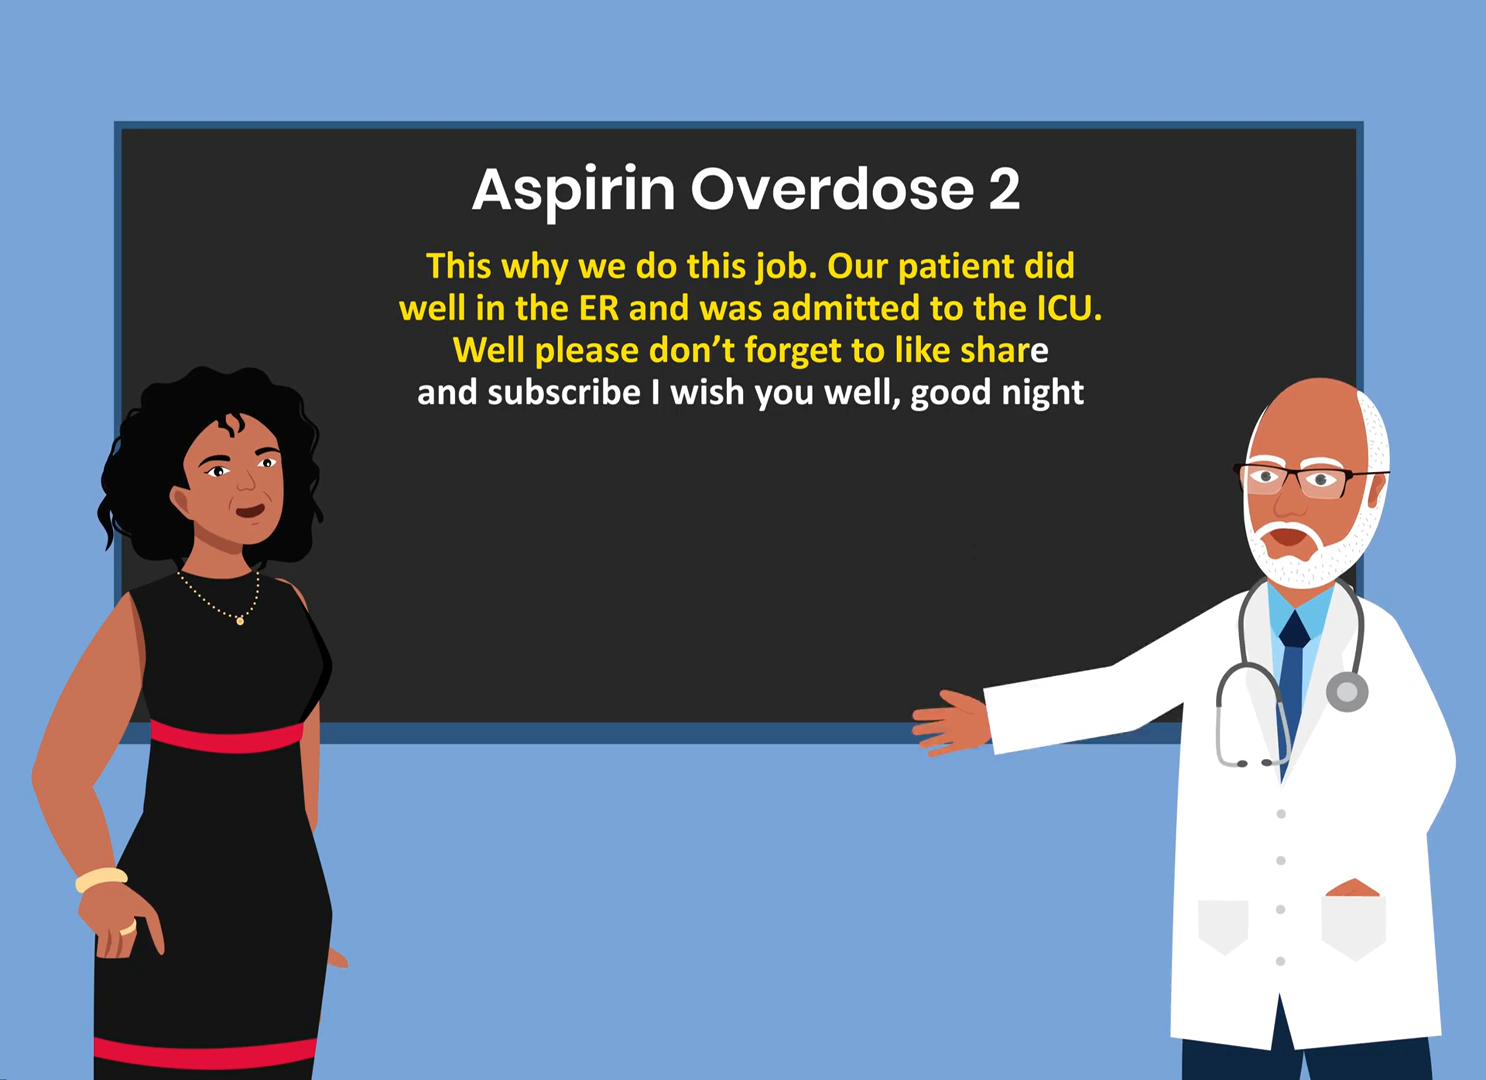 Aspirin Overdose 2
This why we do this job. Our patient did
well in the ER and was admitted to the ICU.
Well please don’t forget to like share
and subscribe I wish you well, good night